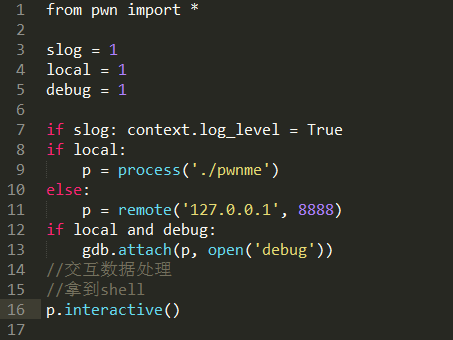 1 from pwn import *
2
3 slog = 1
4 local = 1
5 debug = 1
6
7 if slog: context.log_level = True
8 if local:
9     p = process('./pwnme')
10 else:
11     p = remote('127.0.0.1', 8888)
12 if local and debug:
13     gdb.attach(p, open('debug'))
14 //交互数据处理
15 //拿到shell
16 p.interactive()
17